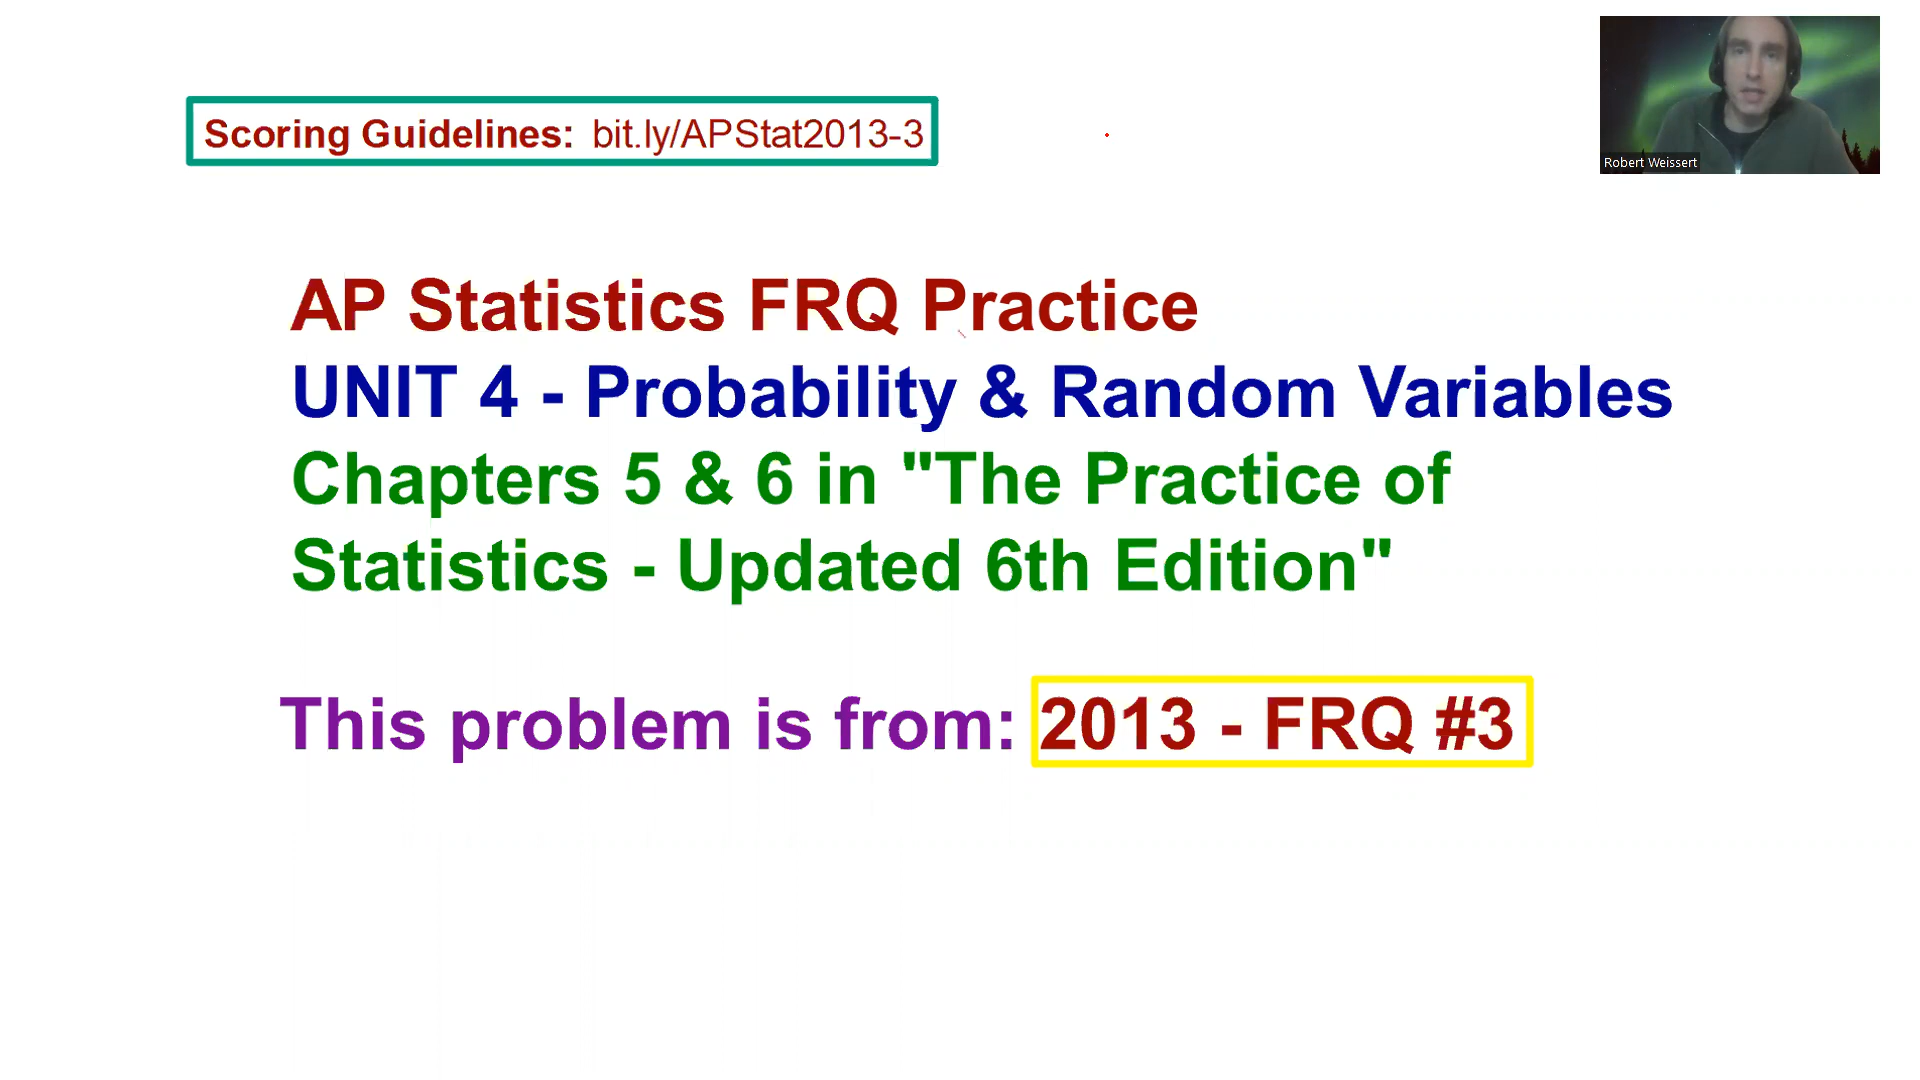 Scoring Guidelines: bit.ly/APStat2013-3
Robert Weissert
AP Statistics FRQ Practice
UNIT 4 - Probability & Random Variables
Chapters 5 & 6 in "The Practice of
Statistics - Updated 6th Edition"
This problem is from: 2013 - FRQ #3